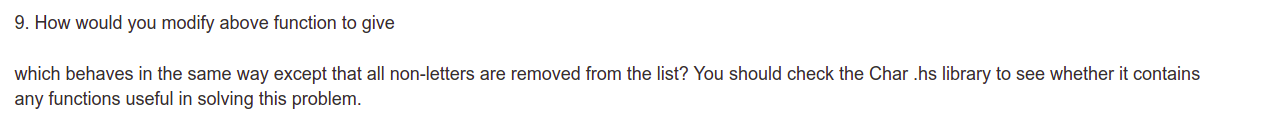 9. How would you modify above function to give
which behaves in the same way except that all non-letters are removed from the list? You should check the Char .hs library to see whether it contains
any functions useful in solving this problem.